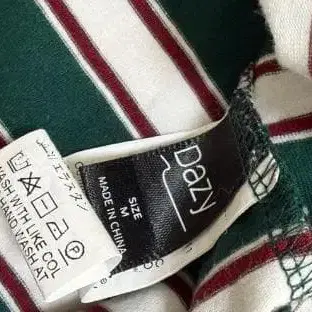 Dazy
SIZE
M
MADE IN CHINA
WASH WITH LIKE COL
HAND WASH AT